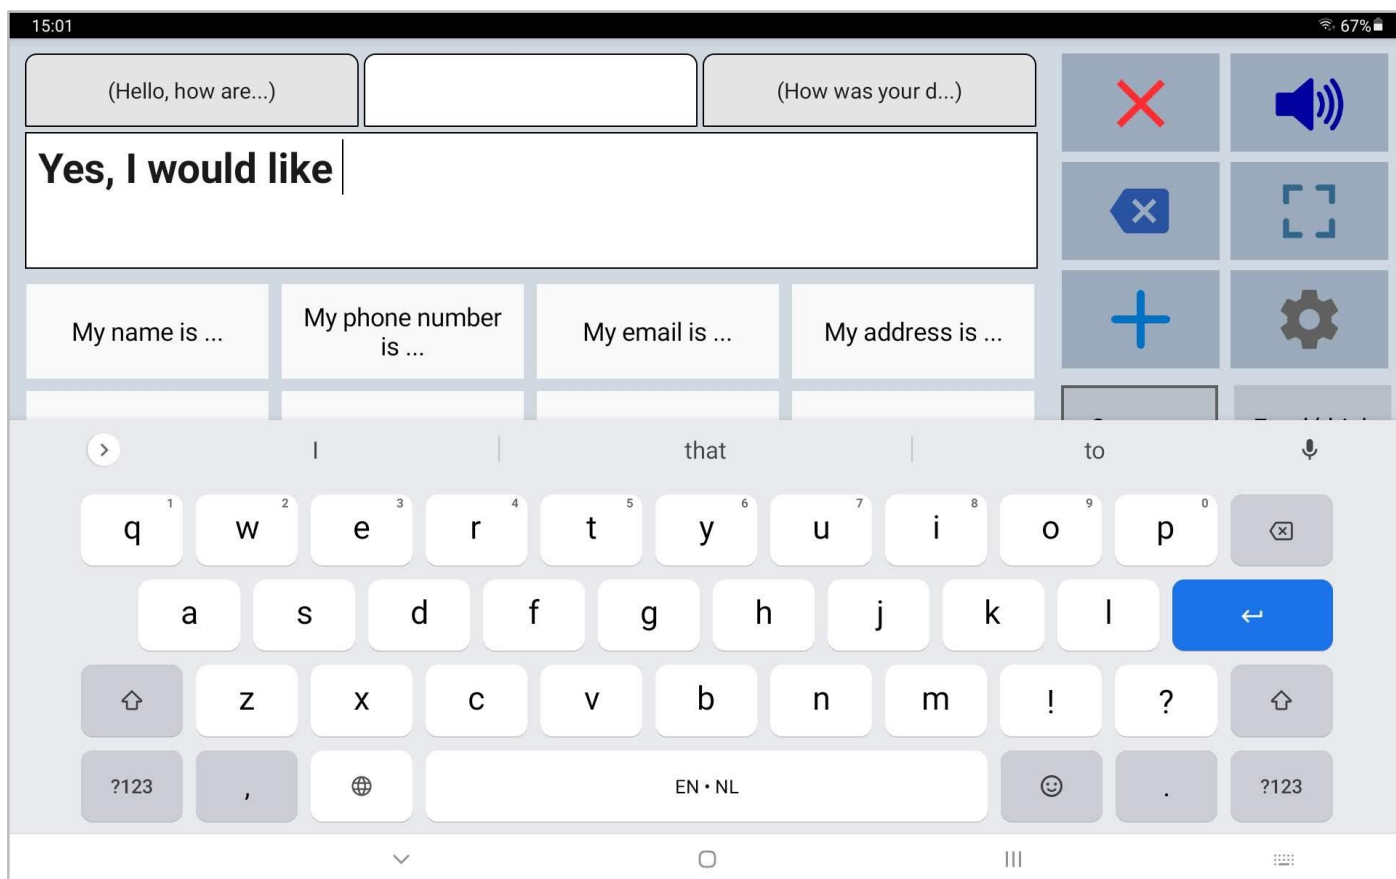 15:01
67%
(Hello, how are...)
(How was your d...)
Yes, I would like
My name is ...
My phone number
is ...
My email is ...
My address is ...
I
that
to
1 2 3 4 5 6 7 8 9 0
q w e r t y u i o p
a s d f g h j k l
z x c v b n m ! ?
?123 , EN • NL . ?123